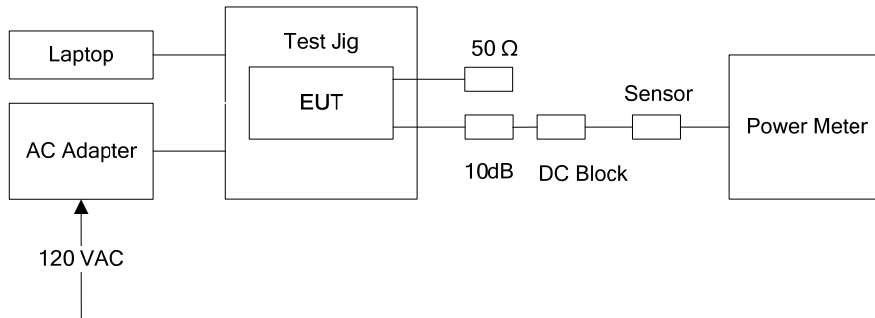 Laptop
Test Jig
EUT
50 Ω
Sensor
Power Meter
AC Adapter
10dB
DC Block
120 VAC